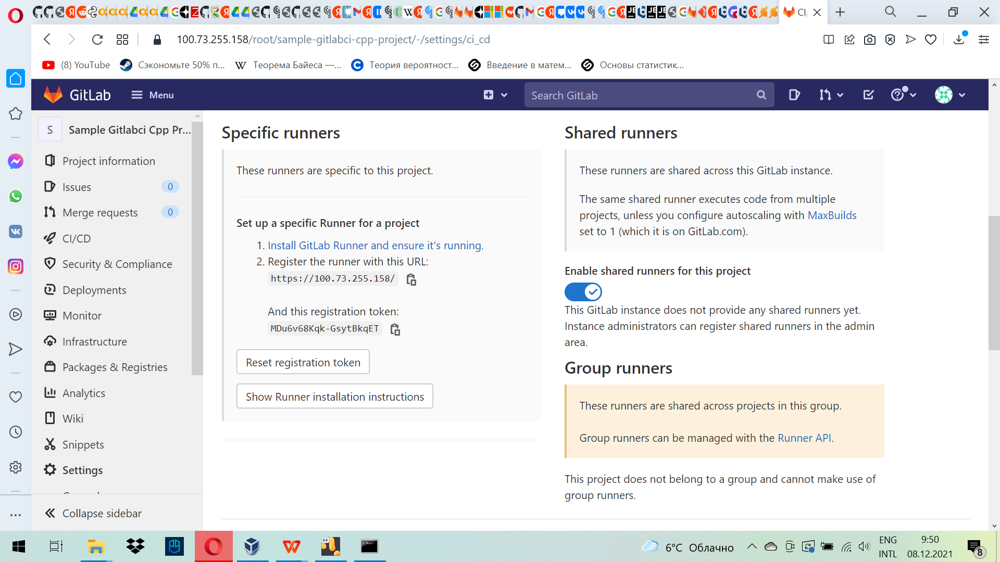 CI/
100.73.255.158/root/sample-gitlabci-cpp-project/-/settings/ci_cd
(8) YouTube
Сэкономьте 50% п...
W Теорема Байеса —...
Теория вероятност...
Введение в матем...
Основы статистик...
GitLab
Menu
Search GitLab
S
Sample Gitlabci Cpp Pr...
Project information
Issues
0
Merge requests
0
CI/CD
Security & Compliance
Deployments
Monitor
Infrastructure
Packages & Registries
Analytics
Wiki
Snippets
Settings
Collapse sidebar
Specific runners
These runners are specific to this project.
Set up a specific Runner for a project
1. Install GitLab Runner and ensure it's running.
2. Register the runner with this URL:
https://100.73.255.158/
And this registration token:
MDu6v68Kqk-GsytBkqET
Reset registration token
Show Runner installation instructions
Shared runners
These runners are shared across this GitLab instance.
The same shared runner executes code from multiple
projects, unless you configure autoscaling with MaxBuilds
set to 1 (which it is on GitLab.com).
Enable shared runners for this project
This GitLab instance does not provide any shared runners yet.
Instance administrators can register shared runners in the admin
area.
Group runners
These runners are shared across projects in this group.
Group runners can be managed with the Runner API.
This project does not belong to a group and cannot make use of
group runners.
64
6°C Облачно
ENG
INTL
9:50
08.12.2021
8